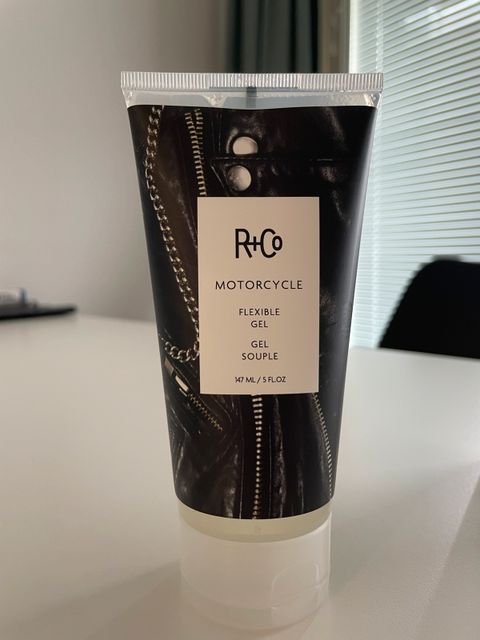 R+Co
MOTORCYCLE
FLEXIBLE
GEL
GEL
SOUPLE
147 ML / 5 FL.OZ